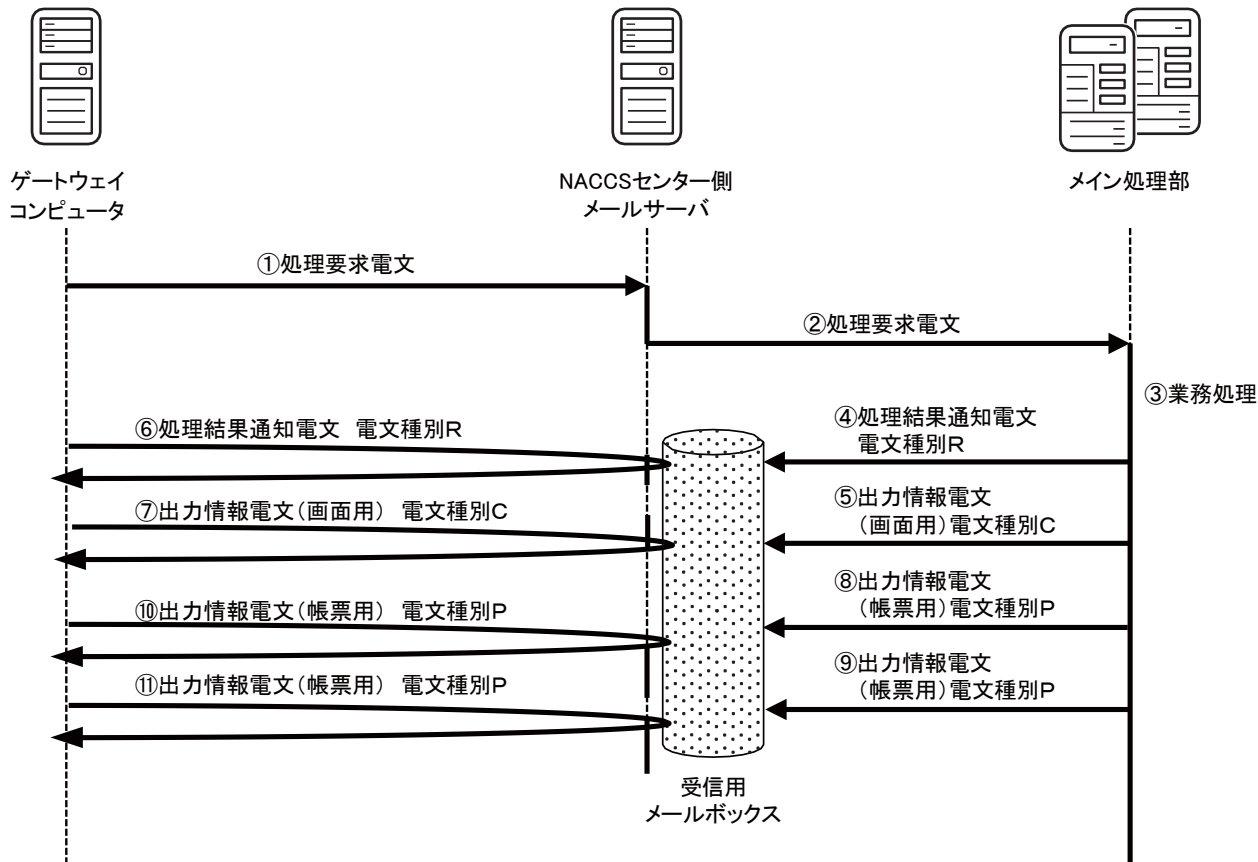 ゲートウェイ
コンピュータ
NACCSセンター側
メールサーバ
メイン処理部
①処理要求電文
②処理要求電文
③業務処理
④処理結果通知電文
電文種別R
⑥処理結果通知電文 電文種別R
⑤出力情報電文
(画面用)電文種別C
⑦出力情報電文(画面用) 電文種別C
⑧出力情報電文
(帳票用)電文種別P
⑩出力情報電文(帳票用) 電文種別P
⑨出力情報電文
(帳票用)電文種別P
⑪出力情報電文(帳票用) 電文種別P
受信用
メールボックス